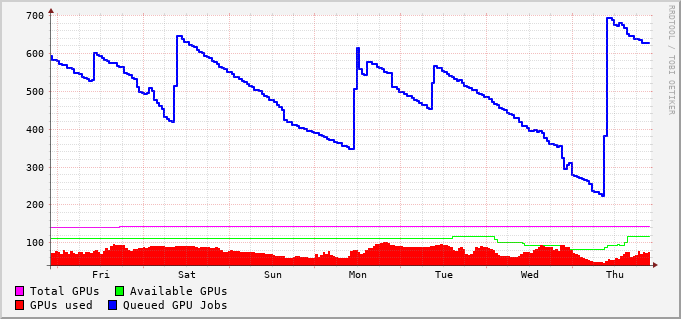 700
600
500
400
300
200
100
Fri Sat Sun Mon Tue Wed Thu
Total GPUs Available GPUs
GPUs used Queued GPU Jobs
RRDTOOL / TOBI OETIKER